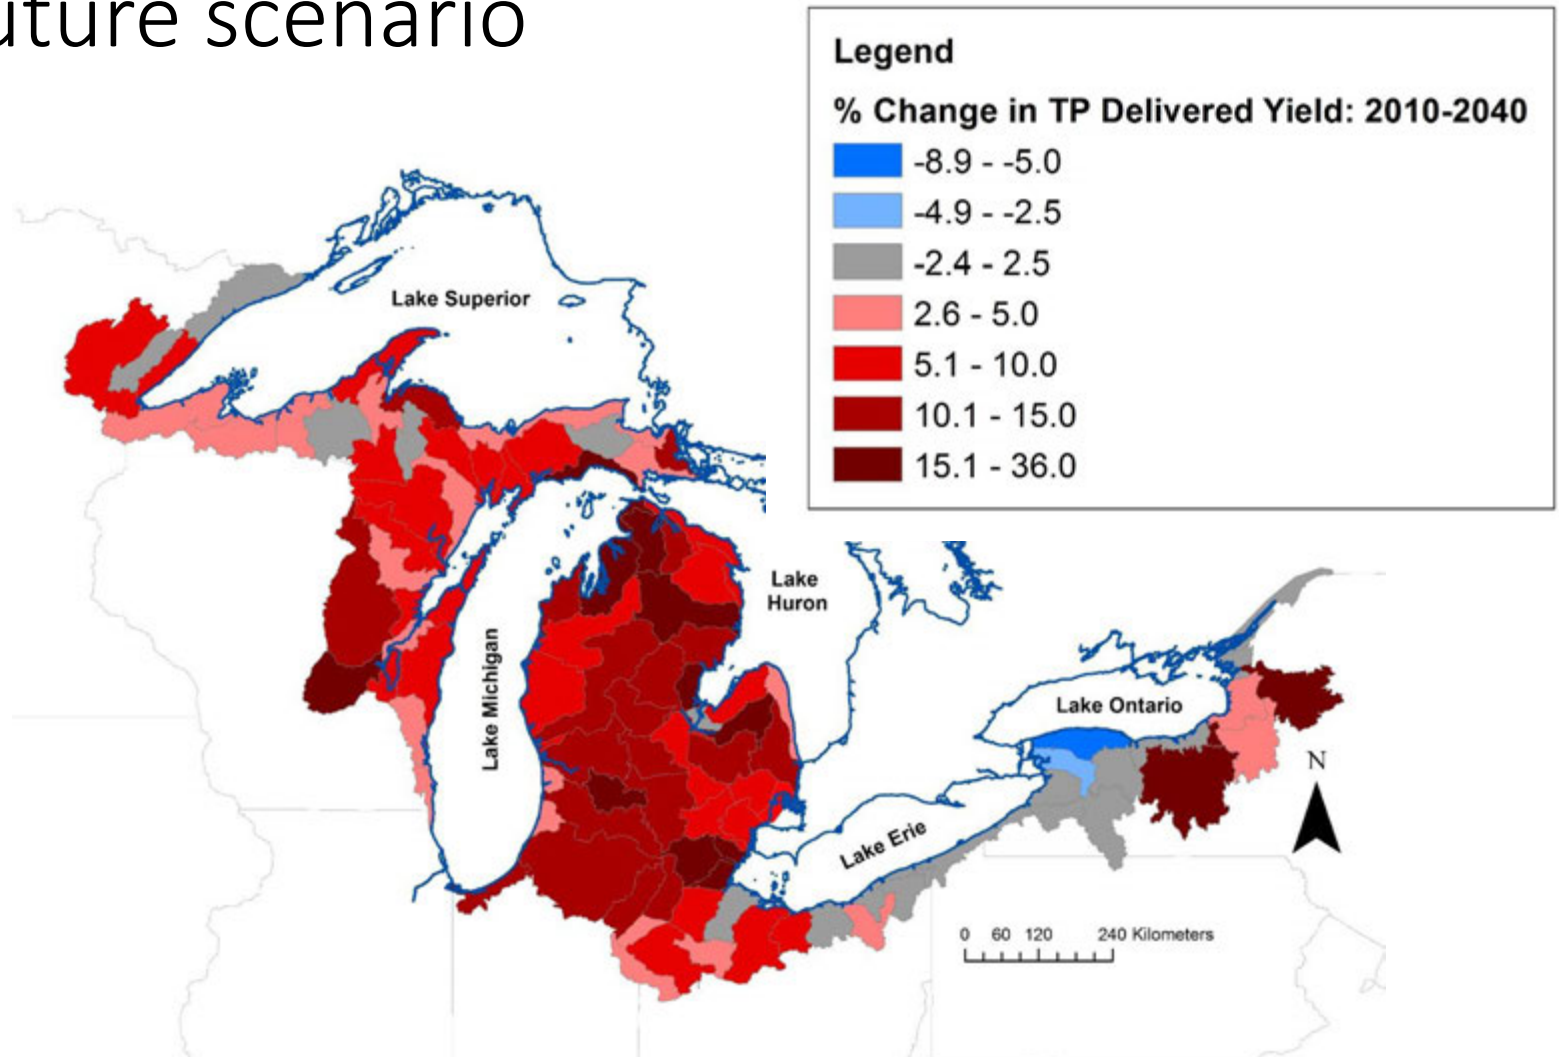 uture scenario
Legend
% Change in TP Delivered Yield: 2010-2040
-8.9 - -5.0
-4.9 - -2.5
-2.4 - 2.5
2.6 - 5.0
5.1 - 10.0
10.1 - 15.0
15.1 - 36.0
Lake Superior
Lake
Huron
Lake Michigan
Lake Ontario
N
Lake Erie
0 60 120 240 Kilometers